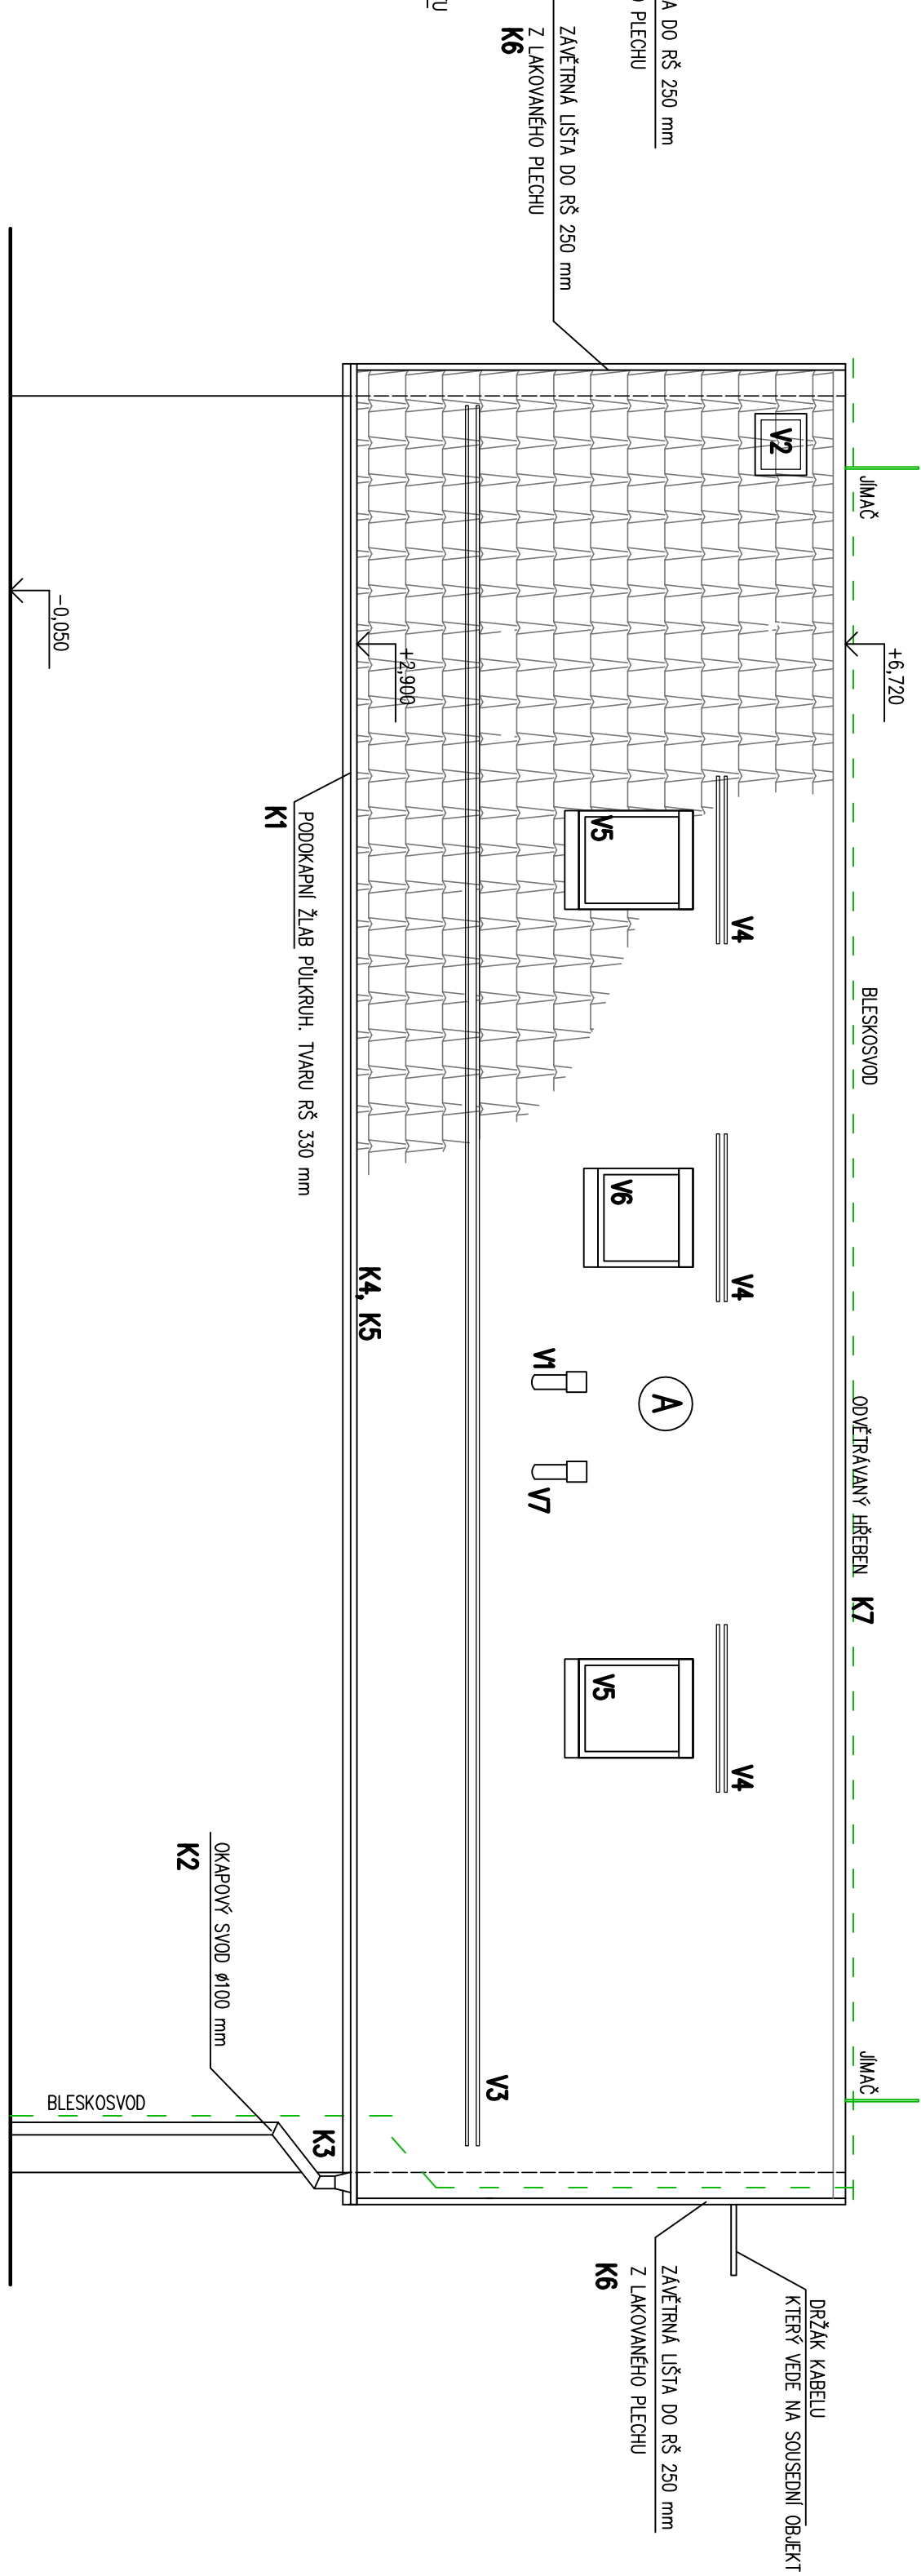 A DO RŠ 250 mm
PLECHU
ZÁVĚTRNÁ LIŠTA DO RŠ 250 mm
Z LAKOVANÉHO PLECHU
K6
JÍMAČ
BLESKOSVOD
ODVĚTRÁVANÝ HŘEBEN K7
JÍMAČ
+6,720
DRŽÁK KABELU
KTERÝ VEDE NA SOUSEDNÍ OBJEKT
V2
V4
V4
V4
V5
V6
V5
A
V1
V7
V3
ZÁVĚTRNÁ LIŠTA DO RŠ 250 mm
Z LAKOVANÉHO PLECHU
K6
+2,900
K4, K5
K3
PODOKAPNÍ ŽLAB PŮLKRUH. TVARU RŠ 330 mm
K1
OKAPOVÝ SVOD ø100 mm
K2
BLESKOSVOD
-0,050